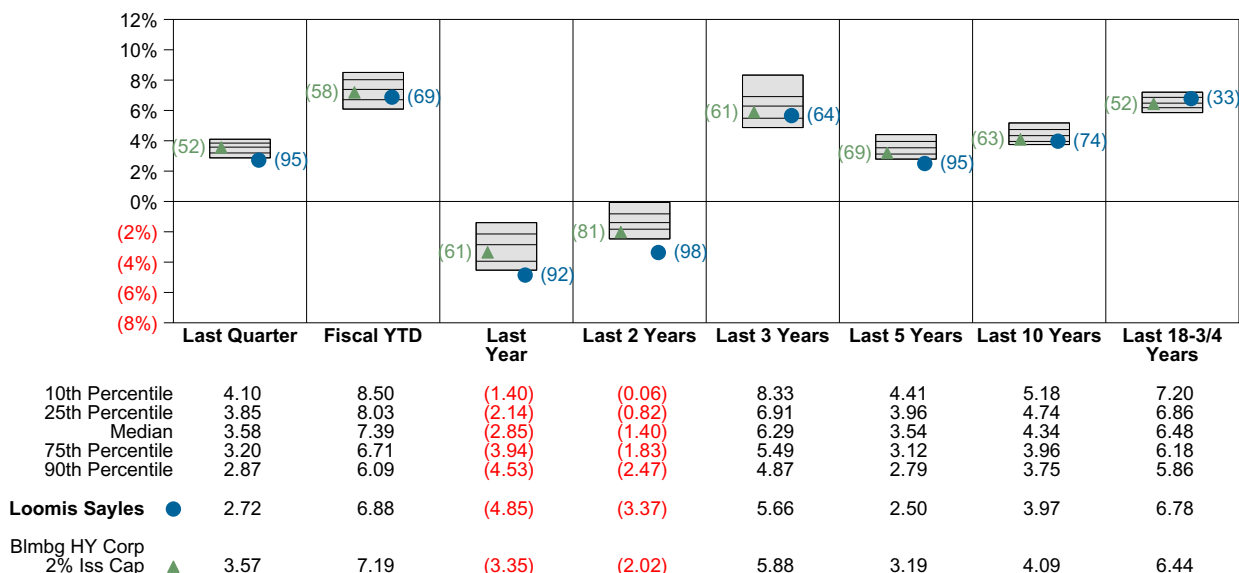 12%
10%
8%
6%
4%
2%
0%
(2%)
(4%)
(6%)
(8%)
(52) (95)
(58) (69)
(61) (92)
(81) (98)
(61) (64)
(69) (95)
(63) (74)
(52) (33)
Last Quarter Fiscal YTD Last Year Last 2 Years Last 3 Years Last 5 Years Last 10 Years Last 18-3/4 Years
10th Percentile 4.10 8.50 (1.40) (0.06) 8.33 4.41 5.18 7.20
25th Percentile 3.85 8.03 (2.14) (0.82) 6.91 3.96 4.74 6.86
Median 3.58 7.39 (2.85) (1.40) 6.29 3.54 4.34 6.48
75th Percentile 3.20 6.71 (3.94) (1.83) 5.49 3.12 3.96 6.18
90th Percentile 2.87 6.09 (4.53) (2.47) 4.87 2.79 3.75 5.86
Loomis Sayles 2.72 6.88 (4.85) (3.37) 5.66 2.50 3.97 6.78
Blmbg HY Corp
2% Iss Cap 3.57 7.19 (3.35) (2.02) 5.88 3.19 4.09 6.44